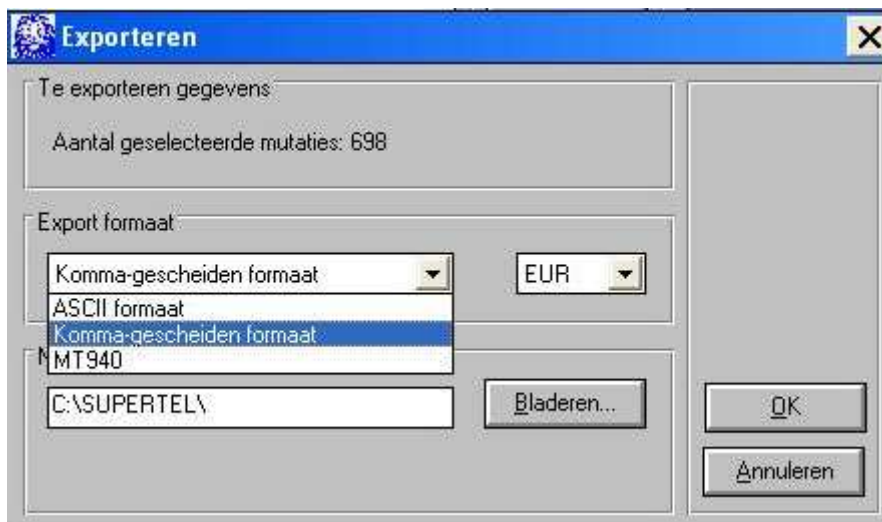 Exporteren
Te exporteren gegevens
Aantal geselecteerde mutaties: 698
Export formaat
Komma-gescheiden formaat
EUR
ASCII formaat
Komma-gescheiden formaat
MT940
C:\SUPERTEL\
Bladeren...
OK
Annuleren